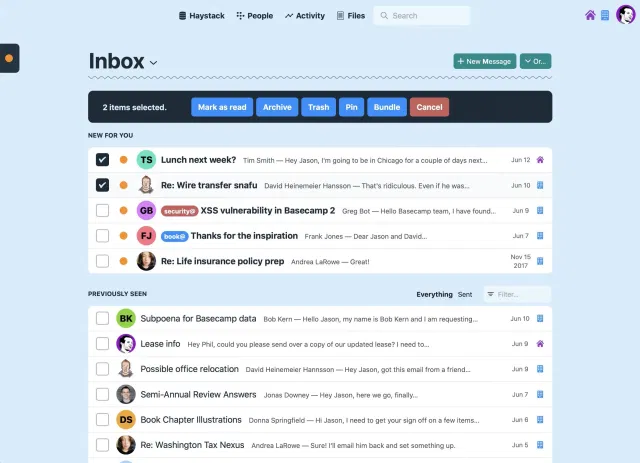 Haystack People Activity Files Search
Inbox
+ New Message Or...
2 items selected. Mark as read Archive Trash Pin Bundle Cancel
NEW FOR YOU
TS Lunch next week? Tim Smith — Hey Jason, I'm going to be in Chicago for a couple of days next... Jun 12
Re: Wire transfer snafu David Heinemeier Hansson — That's ridiculous. Even if he was... Jun 10
GB security@ XSS vulnerability in Basecamp 2 Greg Bot — Hello Basecamp team, I have found... Jun 9
FJ book@ Thanks for the inspiration Frank Jones — Dear Jason and David... Jun 7
Re: Life insurance policy prep Andrea LaRowe — Great! Nov 15
2017
PREVIOUSLY SEEN Everything Sent Filter...
BK Subpoena for Basecamp data Bob Kern — Hello Jason, my name is Bob Kern and I am requesting... Jun 10
Lease info Hey Phil, could you please send over a copy of our updated lease? I need to... Jun 9
Possible office relocation David Heinemeier Hannsson — Hey Jason, got this email from a friend... Jun 9
Semi-Annual Review Answers Jonas Downey — Hey Jason, here we go, finally... Jun 7
DS Book Chapter Illustrations Donna Springfield — Hi Jason, I need to get your sign off on a few items... Jun 6
Re: Washington Tax Nexus Andrea LaRowe — Sure! I'll email him back and set something up. Jun 5